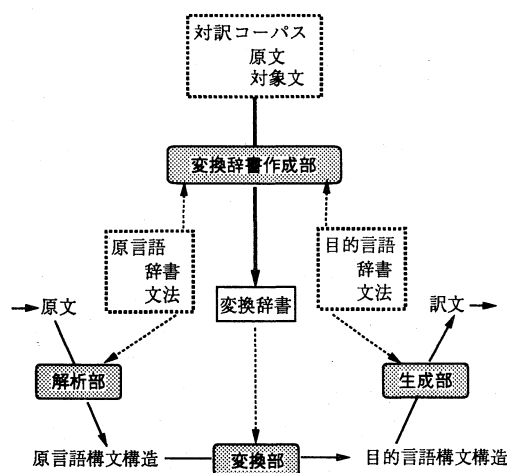 対訳コーパス
原文
対象文
変換辞書作成部
原言語
辞書
文法
目的言語
辞書
文法
変換辞書
原文
訳文
解析部
生成部
原言語構文構造
変換部
目的言語構文構造